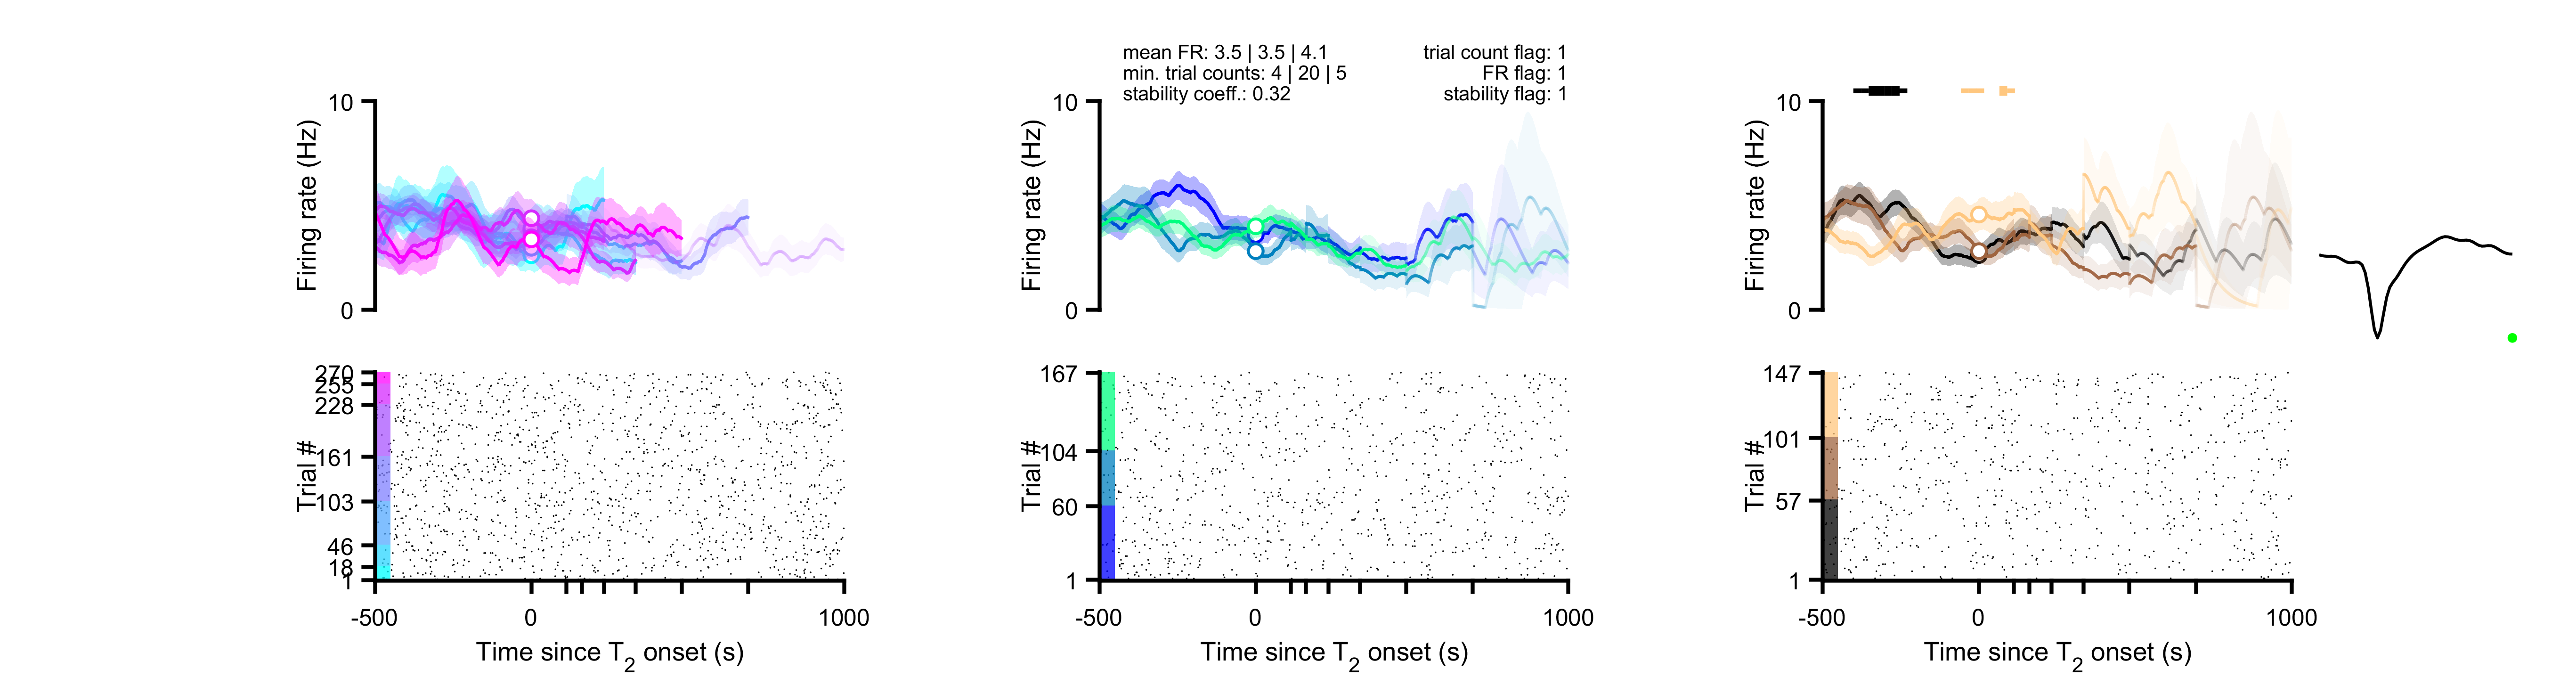 mean FR: 3.5 | 3.5 | 4.1
min. trial counts: 4 | 20 | 5
stability coeff.: 0.32
trial count flag: 1
FR flag: 1
stability flag: 1
Firing rate (Hz)
10
0
Firing rate (Hz)
10
0
Firing rate (Hz)
10
0
Trial #
270
255
228
161
103
46
18
1
-500
0
1000
Time since T2 onset (s)
Trial #
167
104
60
1
-500
0
1000
Time since T2 onset (s)
Trial #
147
101
57
1
-500
0
1000
Time since T2 onset (s)